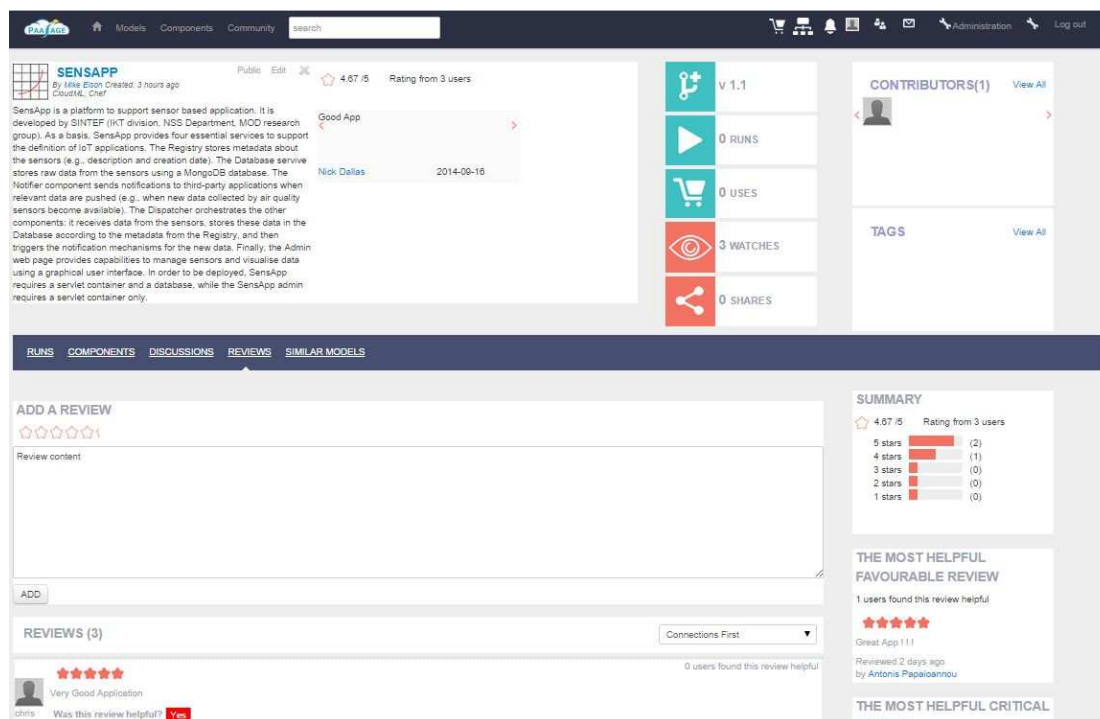 PAASAGE
Models Components Community search Administration Log out
SENSAPP
Public Edit
By Mike Eison Created: 3 hours ago
CloudML, Chef
SensApp is a platform to support sensor based application. It is
developed by SINTEF (IKT division, NSS Department, MOD research
group). As a basis, SensApp provides four essential services to support
the definition of IoT applications. The Registry stores metadata about
the sensors (e.g., description and creation date). The Database servive
stores raw data from the sensors using a MongoDB database. The
Notifier component sends notifications to third-party applications when
relevant data are pushed (e.g., when new data collected by air quality
sensors become available). The Dispatcher orchestrates the other
components: it receives data from the sensors, stores these data in the
Database according to the metadata from the Registry, and then
triggers the notification mechanisms for the new data. Finally, the Admin
web page provides capabilities to manage sensors and visualise data
using a graphical user interface. In order to be deployed, SensApp
requires a servlet container and a database, while the SensApp admin
requires a servlet container only.
4.67 /5 Rating from 3 users
Good App
Nick Dallas 2014-09-16
v 1.1
0 RUNS
0 USES
3 WATCHES
0 SHARES
CONTRIBUTORS(1) View All
TAGS View All
RUNS COMPONENTS DISCUSSIONS REVIEWS SIMILAR MODELS
ADD A REVIEW
Review content
ADD
REVIEWS (3)
Connections First
0 users found this review helpful
Very Good Application
chris
Was this review helpful? Yes
SUMMARY
4.67 /5 Rating from 3 users
5 stars (2)
4 stars (1)
3 stars (0)
2 stars (0)
1 stars (0)
THE MOST HELPFUL
FAVOURABLE REVIEW
1 users found this review helpful
Great App ! ! !
Reviewed 2 days ago
by Antonis Papaioannou
THE MOST HELPFUL CRITICAL